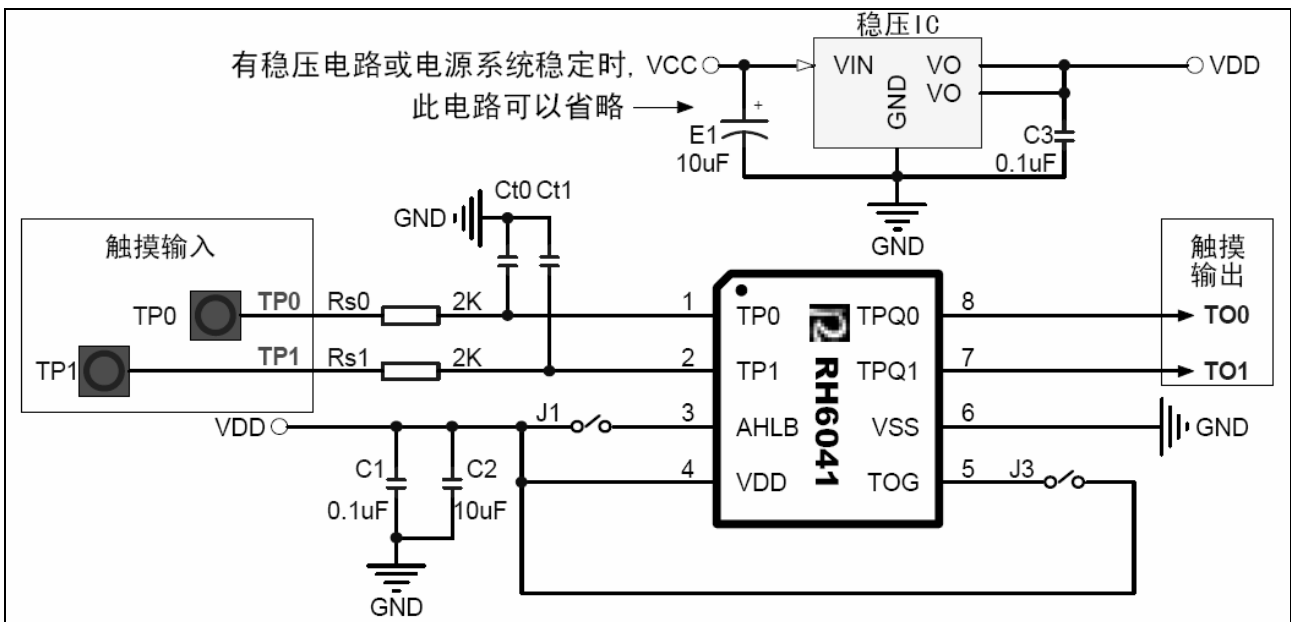 稳压IC
有稳压电路或电源系统稳定时,
此电路可以省略
VCC
VIN
VO
VO
GND
VDD
+
E1
10uF
C3
0.1uF
GND
Ct0 Ct1
GND
触摸输入
TP0
TP0
Rs0
2K
1
TP1
TP1
Rs1
2K
2
VDD
J1
3
4
C1
0.1uF
C2
10uF
GND
TP0
TP1
AHLB
VDD
RH6041
TPQ0
TPQ1
VSS
TOG
8
7
6
5
J3
GND
触摸
输出
TO0
TO1